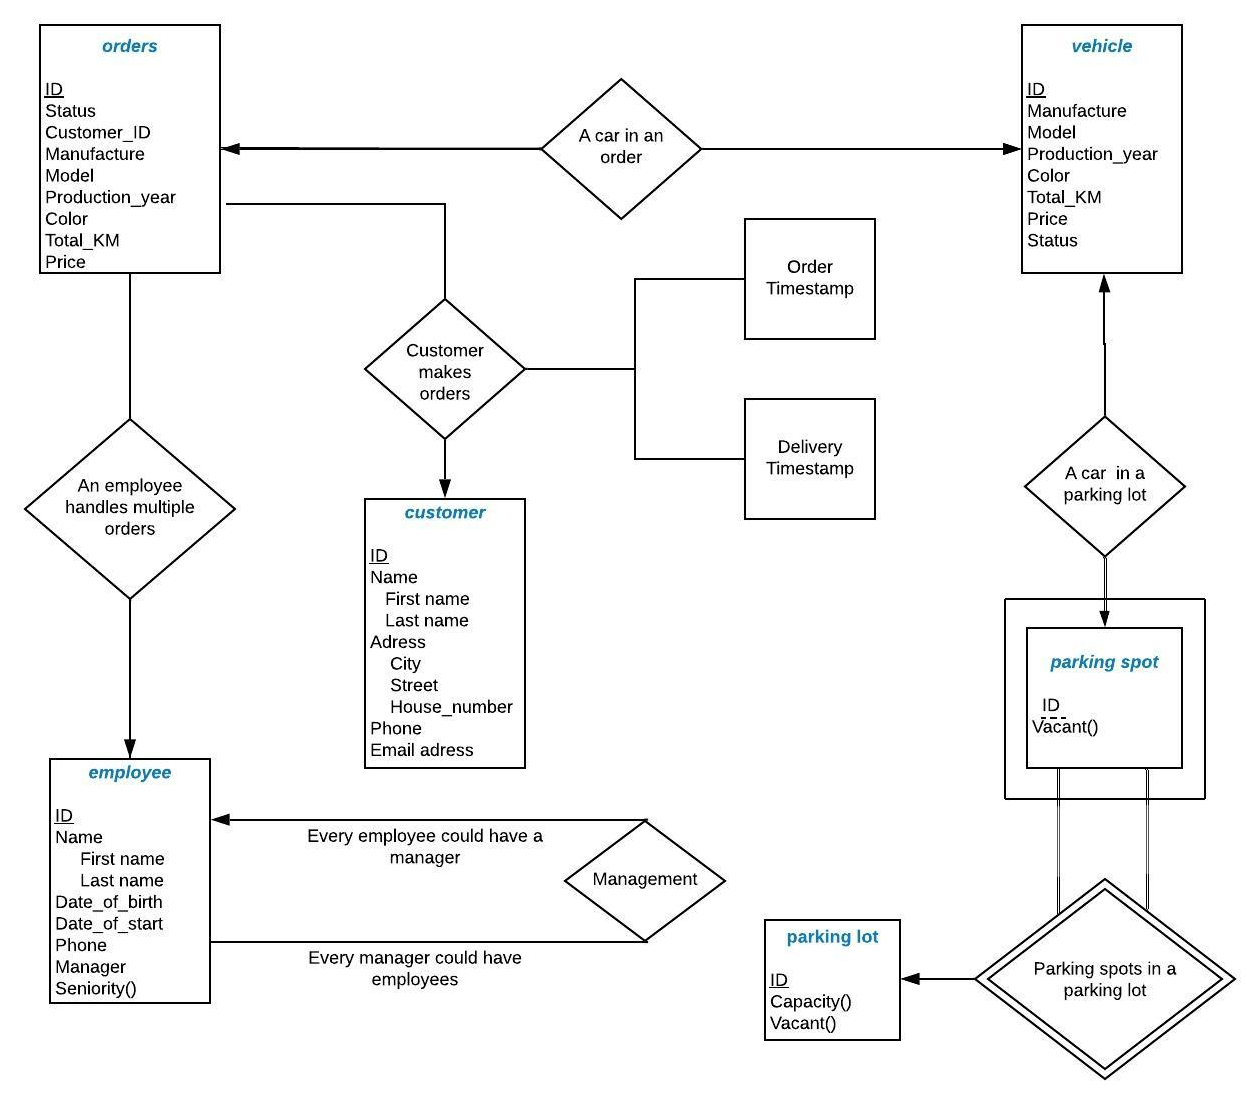 orders
ID
Status
Customer_ID
Manufacture
Model
Production_year
Color
Total_KM
Price
A car in an
order
vehicle
ID
Manufacture
Model
Production_year
Color
Total_KM
Price
Status
Order
Timestamp
Customer
makes
orders
Delivery
Timestamp
An employee
handles multiple
orders
A car in a
parking lot
customer
ID
Name
First name
Last name
Adress
City
Street
House_number
Phone
Email adress
parking spot
ID
Vacant()
employee
ID
Name
First name
Last name
Date_of_birth
Date_of_start
Phone
Manager
Seniority()
Every employee could have a
manager
Management
Every manager could have
employees
parking lot
ID
Capacity()
Vacant()
Parking spots in a
parking lot